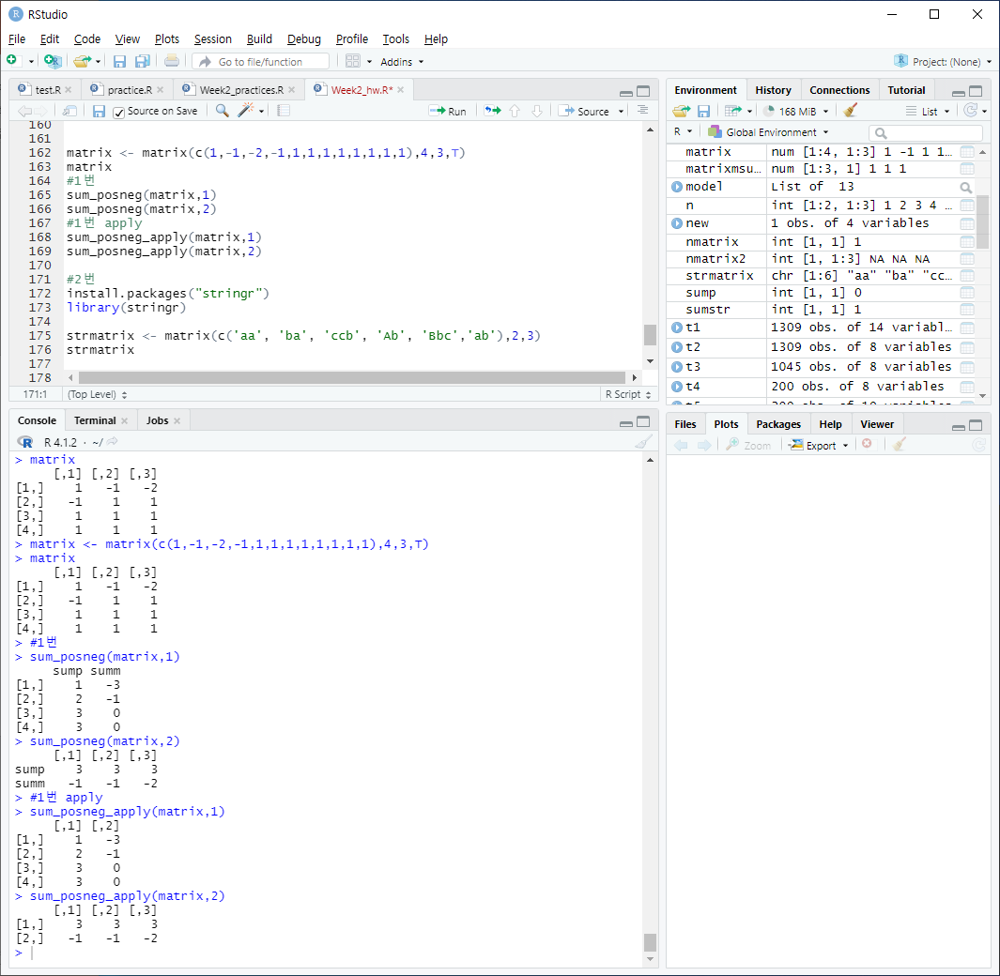 RStudio
File Edit Code View Plots Session Build Debug Profile Tools Help
Go to file/function Addins Project: (None)
test.R practice.R Week2_practices.R Week2_hw.R*
Source on Save Run Source
160
161
162 matrix <- matrix(c(1,-1,-2,-1,1,1,1,1,1,1,1,1),4,3,T)
163 matrix
164 #1번
165 sum_posneg(matrix,1)
166 sum_posneg(matrix,2)
167 #1번 apply
168 sum_posneg_apply(matrix,1)
169 sum_posneg_apply(matrix,2)
170
171 #2번
172 install.packages("stringr")
173 library(stringr)
174
175 strmatrix <- matrix(c('aa', 'ba', 'ccb', 'Ab', 'Bbc','ab'),2,3)
176 strmatrix
177
178
171:1 (Top Level) R Script
Console Terminal Jobs
R 4.1.2 · ~/
> matrix
[,1] [,2] [,3]
[1,] 1 -1 -2
[2,] -1 1 1
[3,] 1 1 1
[4,] 1 1 1
> matrix <- matrix(c(1,-1,-2,-1,1,1,1,1,1,1,1,1),4,3,T)
> matrix
[,1] [,2] [,3]
[1,] 1 -1 -2
[2,] -1 1 1
[3,] 1 1 1
[4,] 1 1 1
> #1번
> sum_posneg(matrix,1)
sump summ
[1,] 1 -3
[2,] 2 -1
[3,] 3 0
[4,] 3 0
> sum_posneg(matrix,2)
[,1] [,2] [,3]
sump 3 3 3
summ -1 -1 -2
> #1번 apply
> sum_posneg_apply(matrix,1)
[,1] [,2]
[1,] 1 -3
[2,] 2 -1
[3,] 3 0
[4,] 3 0
> sum_posneg_apply(matrix,2)
[,1] [,2] [,3]
[1,] 3 3 3
[2,] -1 -1 -2
>
Environment History Connections Tutorial
168 MiB List
R Global Environment
matrix num [1:4, 1:3] 1 -1 1 1…
matrixmsu… num [1:3, 1] 1 1 1
model List of 13
n int [1:2, 1:3] 1 2 3 4 …
new 1 obs. of 4 variables
nmatrix int [1, 1] 1
nmatrix2 int [1, 1:3] NA NA NA
strmatrix chr [1:6] "aa" "ba" "cc…
sump int [1, 1] 0
sumstr int [1, 1] 1
t1 1309 obs. of 14 variabl…
t2 1309 obs. of 8 variables
t3 1045 obs. of 8 variables
t4 200 obs. of 8 variables
Files Plots Packages Help Viewer
Zoom Export